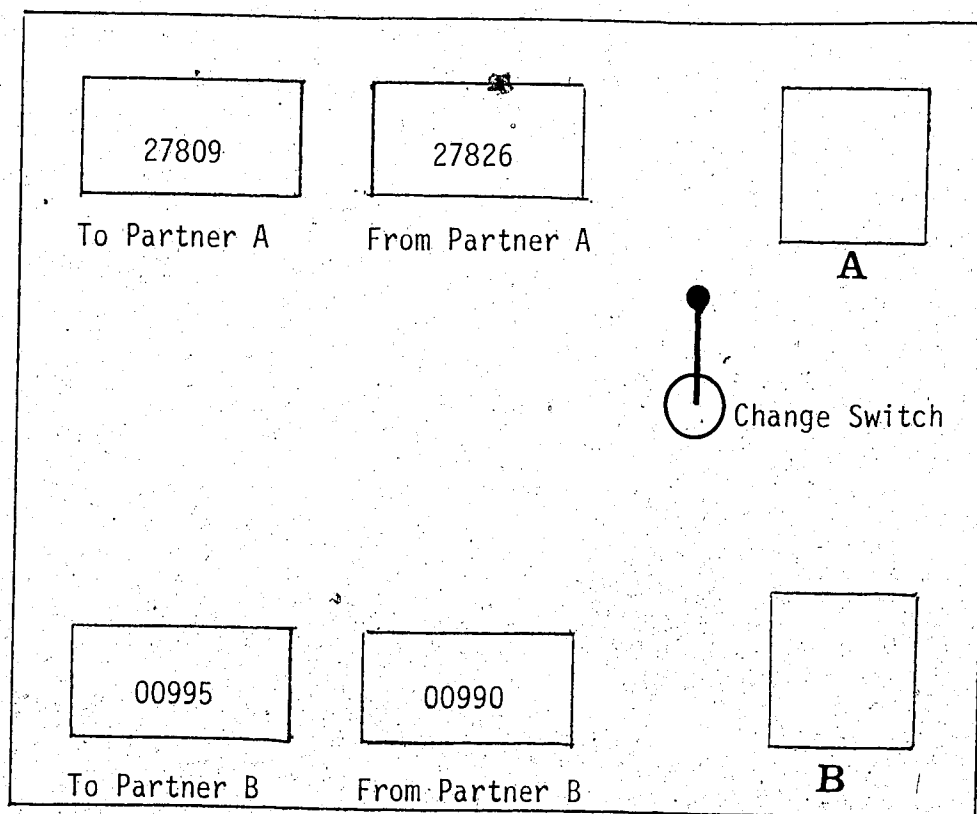 27809 27826
To Partner A From Partner A
A
Change Switch
00995 00990
To Partner B From Partner B
B